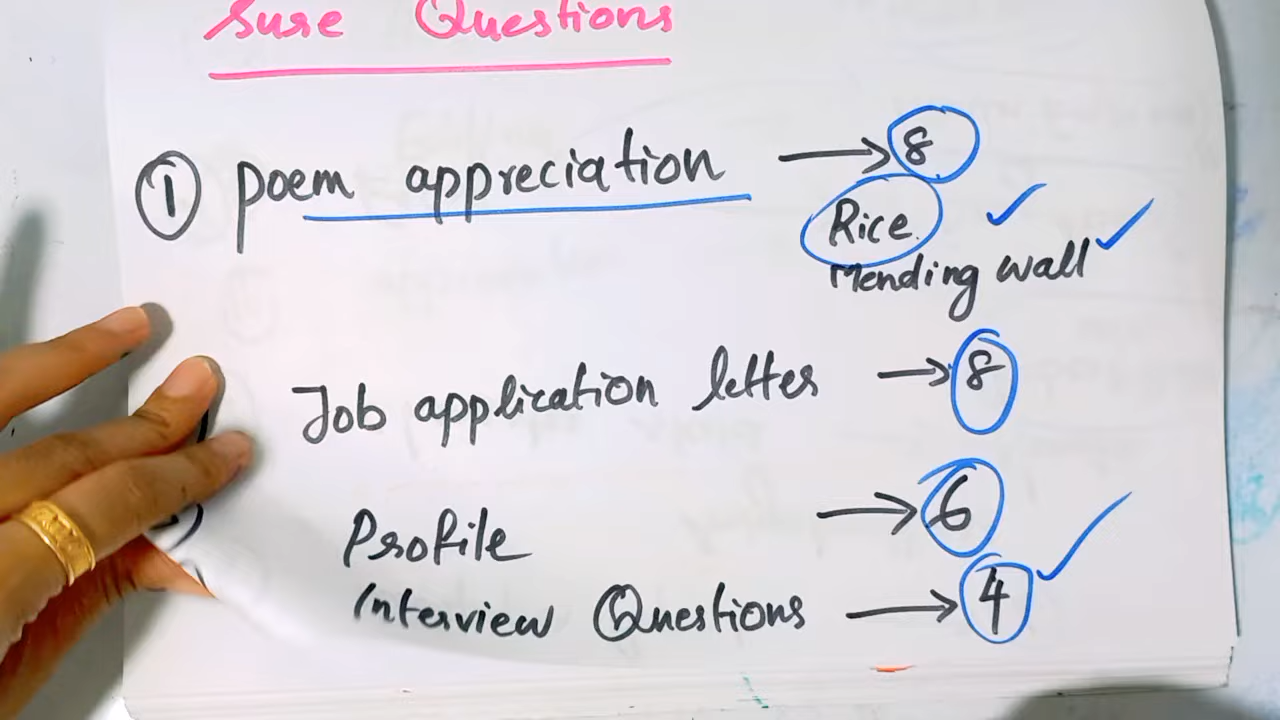 Sure Questions
① Poem appreciation → 8
Rice
Mending wall
Job application letter → 8
Profile → 6
Interview Questions → 4